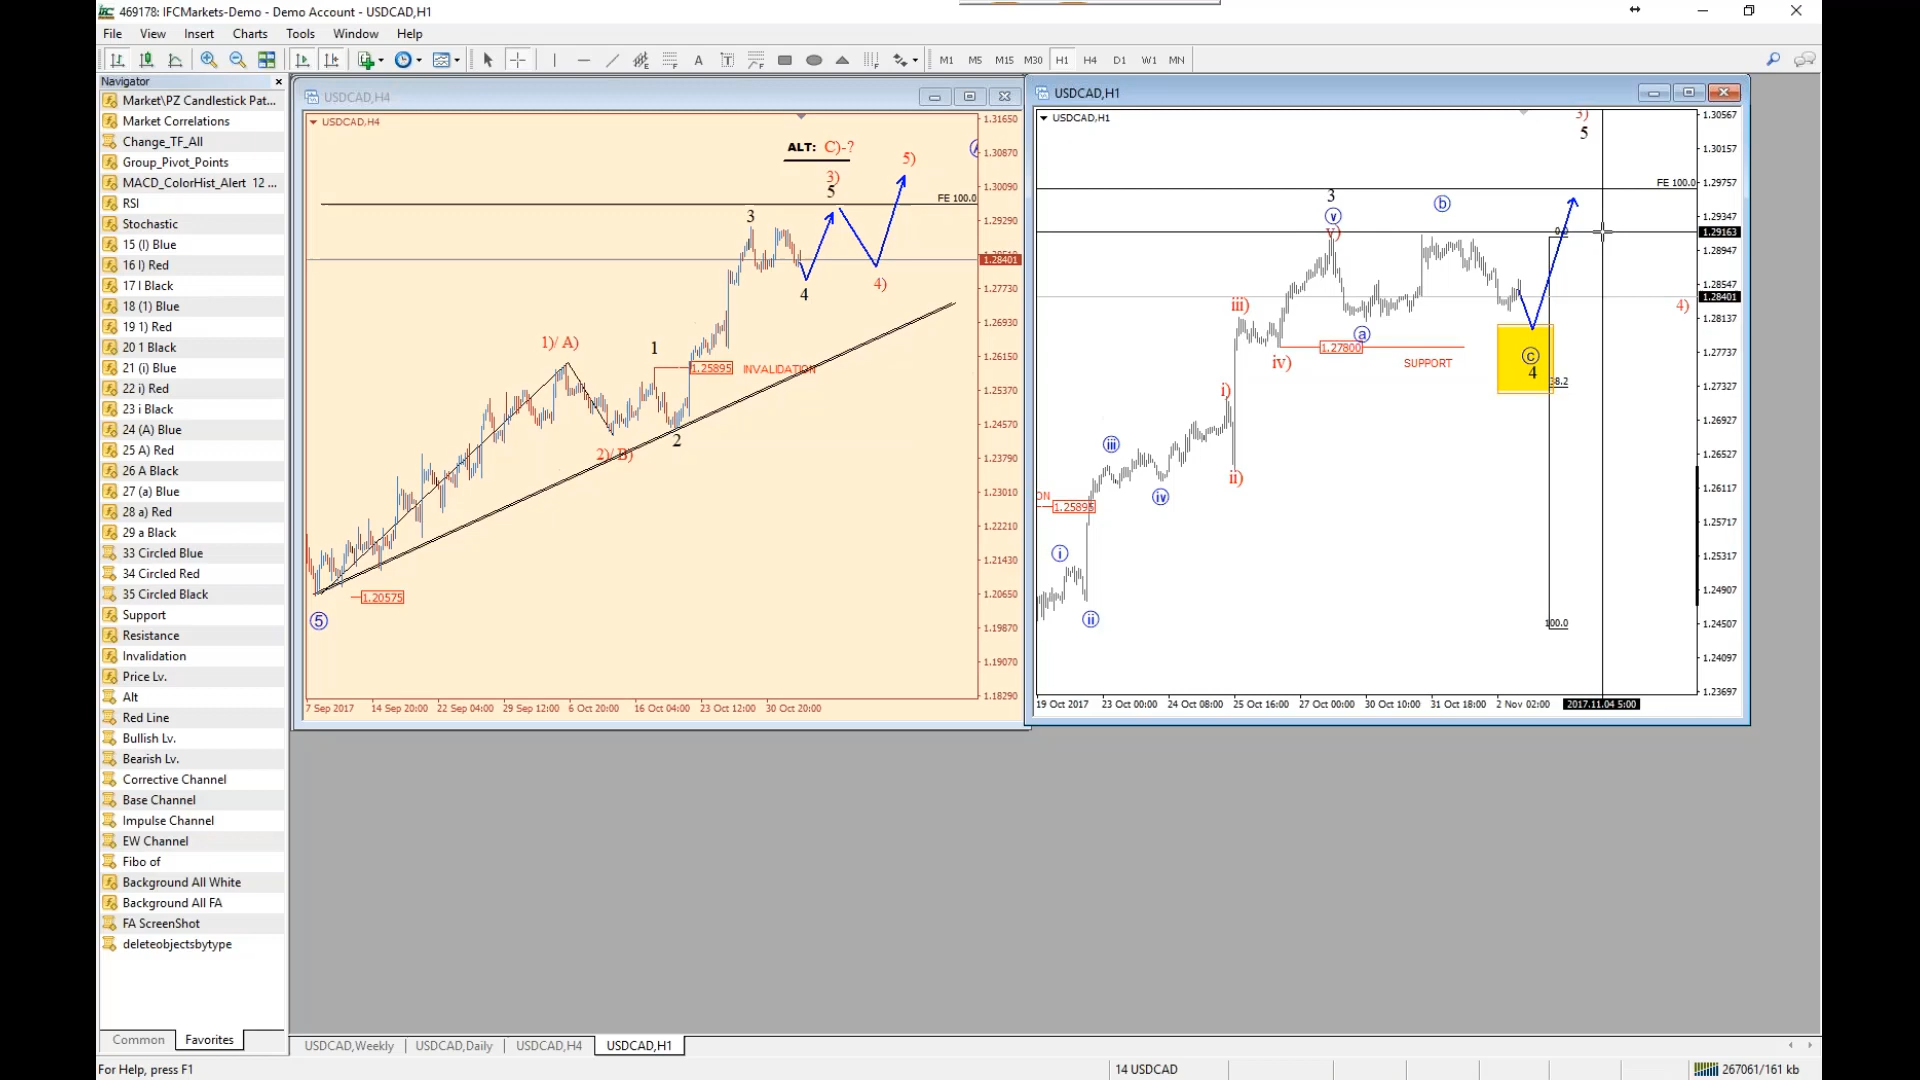 469178: IFCMarkets-Demo - Demo Account - USDCAD,H1
File View Insert Charts Tools Window Help
A T M1 M5 M15 M30 H1 H4 D1 W1 MN
Navigator
Market\PZ Candlestick Pat...
Market Correlations
Change_TF_All
Group_Pivot_Points
MACD_ColorHist_Alert 12 ...
RSI
Stochastic
15 (I) Blue
16 I) Red
17 I Black
18 (1) Blue
19 1) Red
20 1 Black
21 (i) Blue
22 i) Red
23 i Black
24 (A) Blue
25 A) Red
26 A Black
27 (a) Blue
28 a) Red
29 a Black
33 Circled Blue
34 Circled Red
35 Circled Black
Support
Resistance
Invalidation
Price Lv.
Alt
Red Line
Bullish Lv.
Bearish Lv.
Corrective Channel
Base Channel
Impulse Channel
EW Channel
Fibo of
Background All White
Background All FA
FA ScreenShot
deleteobjectsbytype
Common Favorites
USDCAD,H4
USDCAD,H4
ALT: C)-?
3)
5
5)
3
FE 100.0
4
4)
1)/ A)
1
1.25895 INVALIDATION
2)/ B)
2
1.20575
5
1.31650
1.30870
1.30090
1.29290
1.28401
1.27730
1.26930
1.26150
1.25370
1.24570
1.23790
1.23010
1.22210
1.21430
1.20650
1.19870
1.19070
1.18290
7 Sep 2017 14 Sep 20:00 22 Sep 04:00 29 Sep 12:00 6 Oct 20:00 16 Oct 04:00 23 Oct 12:00 30 Oct 20:00
USDCAD,H1
USDCAD,H1
3)
5
FE 100.0
3
v
v)
b
0.0
iii)
iv)
a
1.27800
SUPPORT
4)
c
4
38.2
i)
ii)
iii
iv
ON
1.25895
i
ii
100.0
1.30567
1.30157
1.29757
1.29347
1.29163
1.28947
1.28547
1.28401
1.28137
1.27737
1.27327
1.26927
1.26527
1.26117
1.25717
1.25317
1.24907
1.24507
1.24097
1.23697
19 Oct 2017 23 Oct 00:00 24 Oct 08:00 25 Oct 16:00 27 Oct 00:00 30 Oct 10:00 31 Oct 18:00 2 Nov 02:00 2017.11.04 5:00
USDCAD,Weekly USDCAD,Daily USDCAD,H4 USDCAD,H1
For Help, press F1
14 USDCAD
267061/161 kb